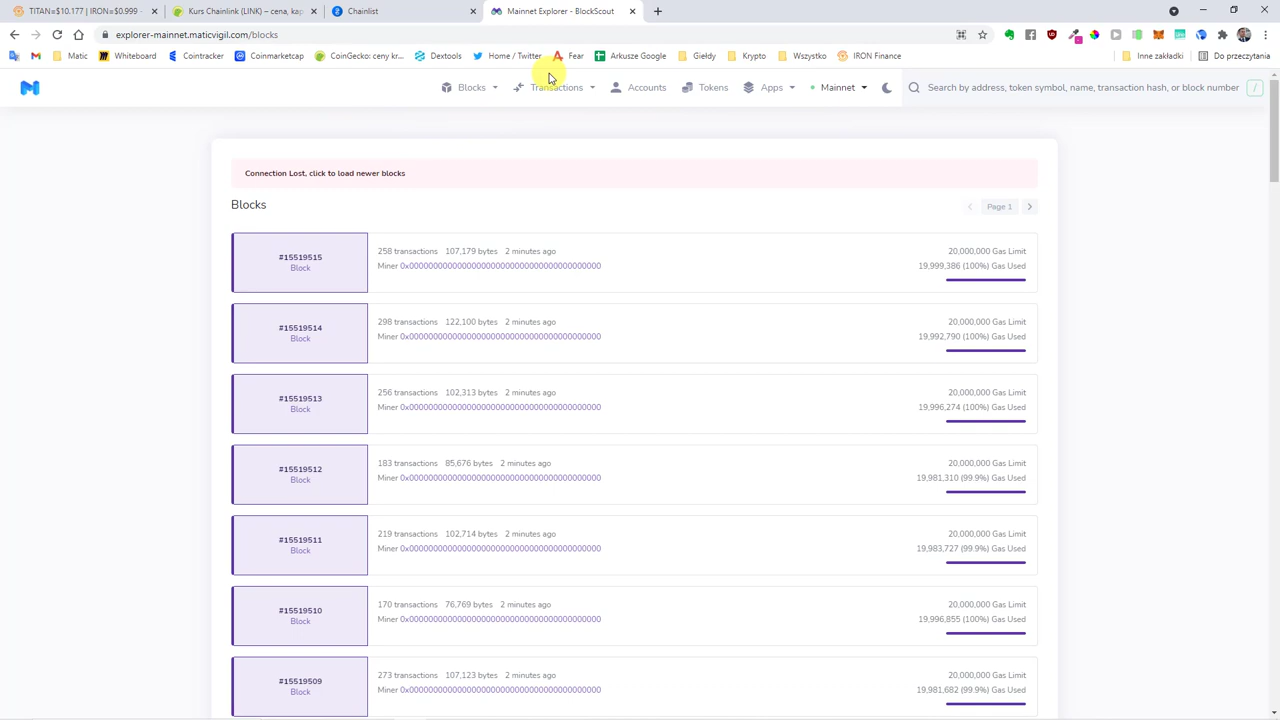 TITAN=$10.177 | IRON=$0.999
Kurs Chainlink (LINK) – cena, ka
Chainlist
Mainnet Explorer - BlockScout
explorer-mainnet.maticvigil.com/blocks
Matic
Whiteboard
Cointracker
Coinmarketcap
CoinGecko: ceny kr...
Dextools
Home / Twitter
Fear
Arkusze Google
Giełdy
Krypto
Wszystko
IRON Finance
Inne zakładki
Do przeczytania
Blocks
Transactions
Accounts
Tokens
Apps
Mainnet
Search by address, token symbol, name, transaction hash, or block number
/
Connection Lost, click to load newer blocks
Blocks
Page 1
#15519515
Block
258 transactions 107,179 bytes 2 minutes ago
Miner 0x0000000000000000000000000000000000000000
20,000,000 Gas Limit
19,999,386 (100%) Gas Used
#15519514
Block
298 transactions 122,100 bytes 2 minutes ago
Miner 0x0000000000000000000000000000000000000000
20,000,000 Gas Limit
19,992,790 (100%) Gas Used
#15519513
Block
256 transactions 102,313 bytes 2 minutes ago
Miner 0x0000000000000000000000000000000000000000
20,000,000 Gas Limit
19,996,274 (100%) Gas Used
#15519512
Block
183 transactions 85,676 bytes 2 minutes ago
Miner 0x0000000000000000000000000000000000000000
20,000,000 Gas Limit
19,981,310 (99.9%) Gas Used
#15519511
Block
219 transactions 102,714 bytes 2 minutes ago
Miner 0x0000000000000000000000000000000000000000
20,000,000 Gas Limit
19,983,727 (99.9%) Gas Used
#15519510
Block
170 transactions 76,769 bytes 2 minutes ago
Miner 0x0000000000000000000000000000000000000000
20,000,000 Gas Limit
19,996,855 (100%) Gas Used
#15519509
Block
273 transactions 107,123 bytes 2 minutes ago
Miner 0x0000000000000000000000000000000000000000
20,000,000 Gas Limit
19,981,682 (99.9%) Gas Used